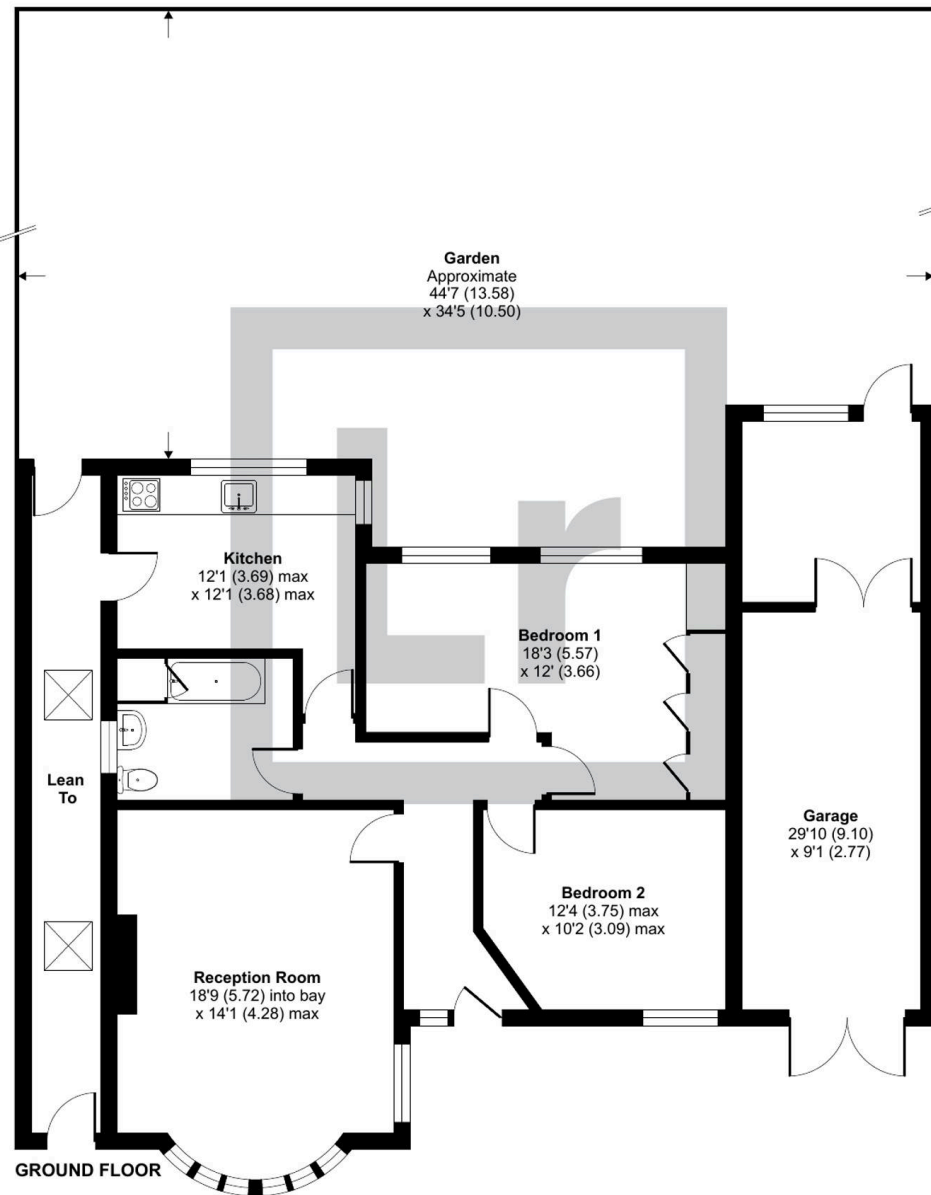 Garden
Approximate
44'7 (13.58)
x 34'5 (10.50)
Kitchen
12'1 (3.69) max
x 12'1 (3.68) max
Bedroom 1
18'3 (5.57)
x 12' (3.66)
Lean
To
Garage
29'10 (9.10)
x 9'1 (2.77)
Bedroom 2
12'4 (3.75) max
x 10'2 (3.09) max
Reception Room
18'9 (5.72) into bay
x 14'1 (4.28) max
GROUND FLOOR